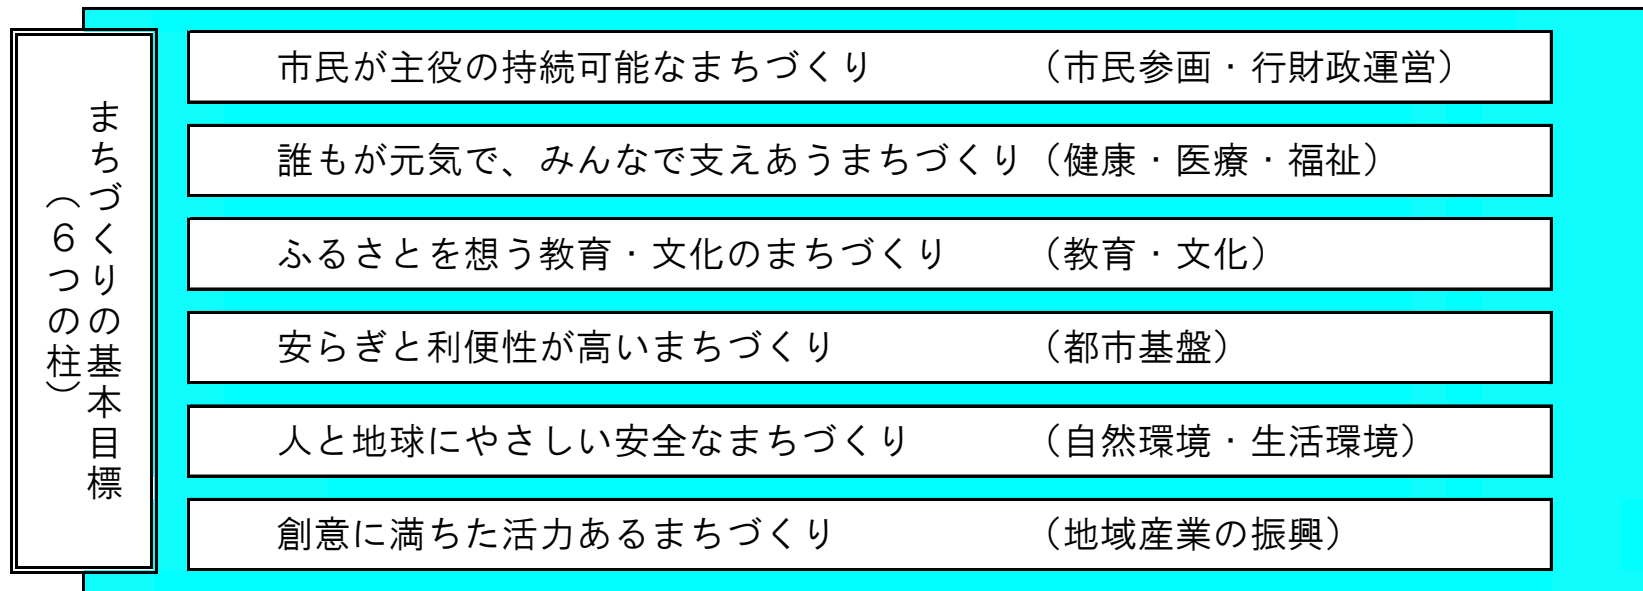 まちづくりの基本目標
（６つの柱）
市民が主役の持続可能なまちづくり　（市民参画・行財政運営）
誰もが元気で、みんなで支えあうまちづくり（健康・医療・福祉）
ふるさとを想う教育・文化のまちづくり　（教育・文化）
安らぎと利便性が高いまちづくり　（都市基盤）
人と地球にやさしい安全なまちづくり　（自然環境・生活環境）
創意に満ちた活力あるまちづくり　（地域産業の振興）